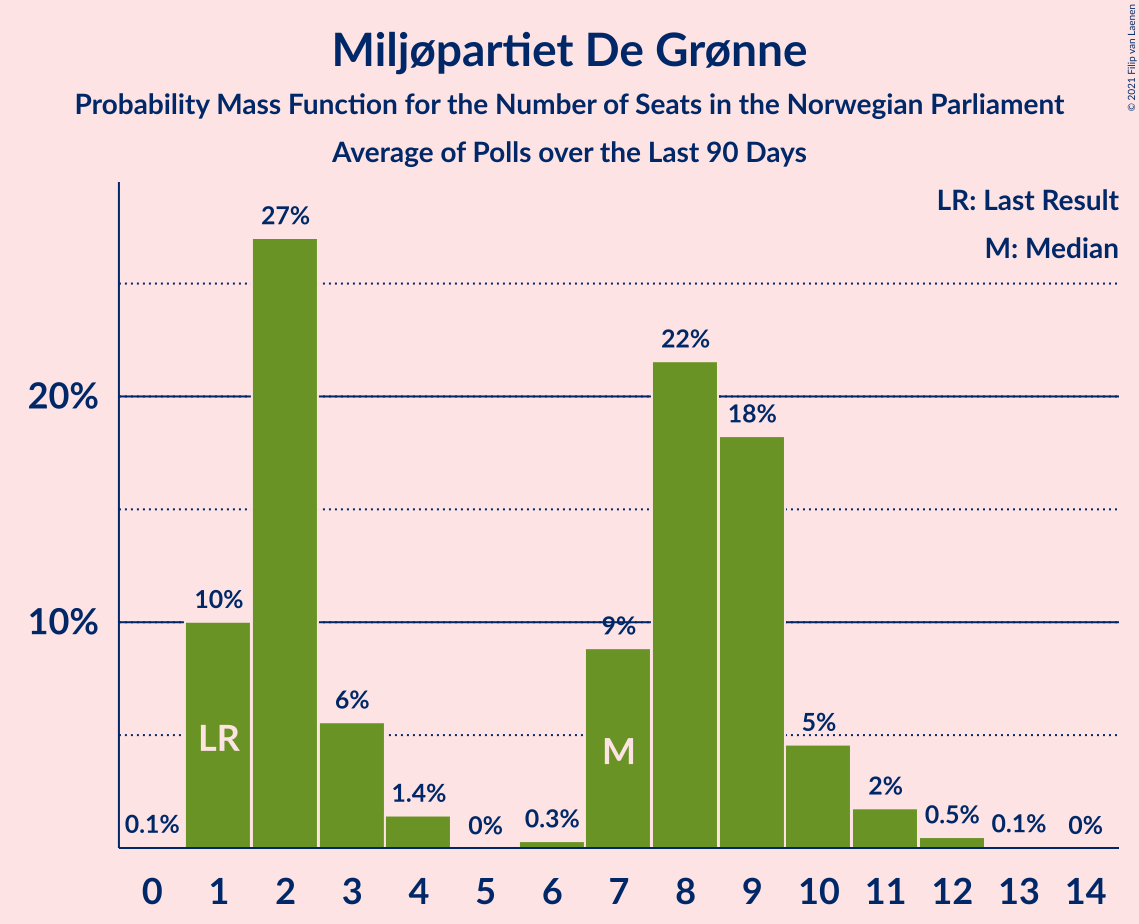 Miljøpartiet De Grønne
Probability Mass Function for the Number of Seats in the Norwegian Parliament
Average of Polls over the Last 90 Days
© 2021 Filip van Laenen
LR: Last Result
M: Median
27%
22%
20%
18%
10%
10%
9%
6%
5%
LR
M
1.4%
2%
0.1%
0%
0.3%
0.5%
0.1%
0%
0 1 2 3 4 5 6 7 8 9 10 11 12 13 14